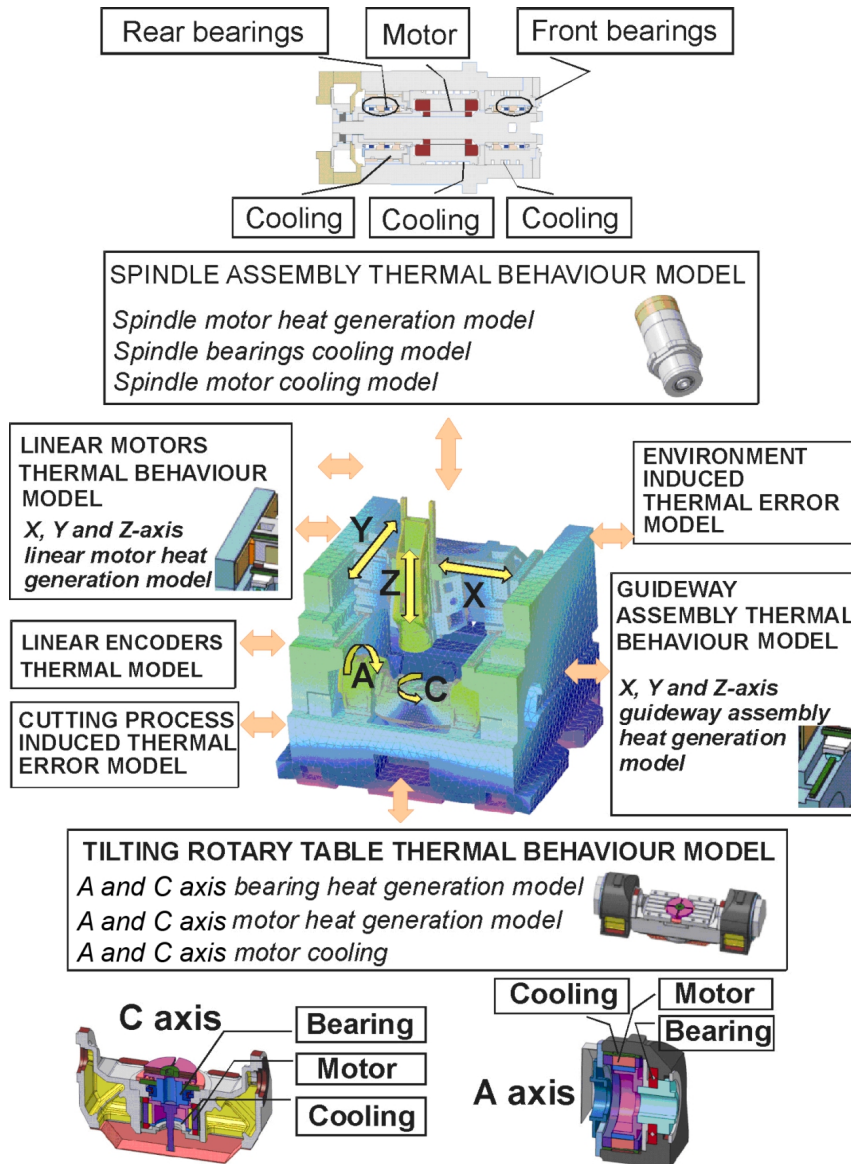 Rear bearings
Motor
Front bearings
Cooling
Cooling
Cooling
SPINDLE ASSEMBLY THERMAL BEHAVIOUR MODEL
Spindle motor heat generation model
Spindle bearings cooling model
Spindle motor cooling model
LINEAR MOTORS
THERMAL BEHAVIOUR
MODEL
X, Y and Z-axis
linear motor heat
generation model
ENVIRONMENT
INDUCED
THERMAL ERROR
MODEL
Y
Z
X
A
C
LINEAR ENCODERS
THERMAL MODEL
CUTTING PROCESS
INDUCED THERMAL
ERROR MODEL
GUIDEWAY
ASSEMBLY THERMAL
BEHAVIOUR MODEL
X, Y and Z-axis
guideway assembly
heat generation
model
TILTING ROTARY TABLE THERMAL BEHAVIOUR MODEL
A and C axis bearing heat generation model
A and C axis motor heat generation model
A and C axis motor cooling
C axis
Bearing
Motor
Cooling
Cooling
Motor
Bearing
A axis